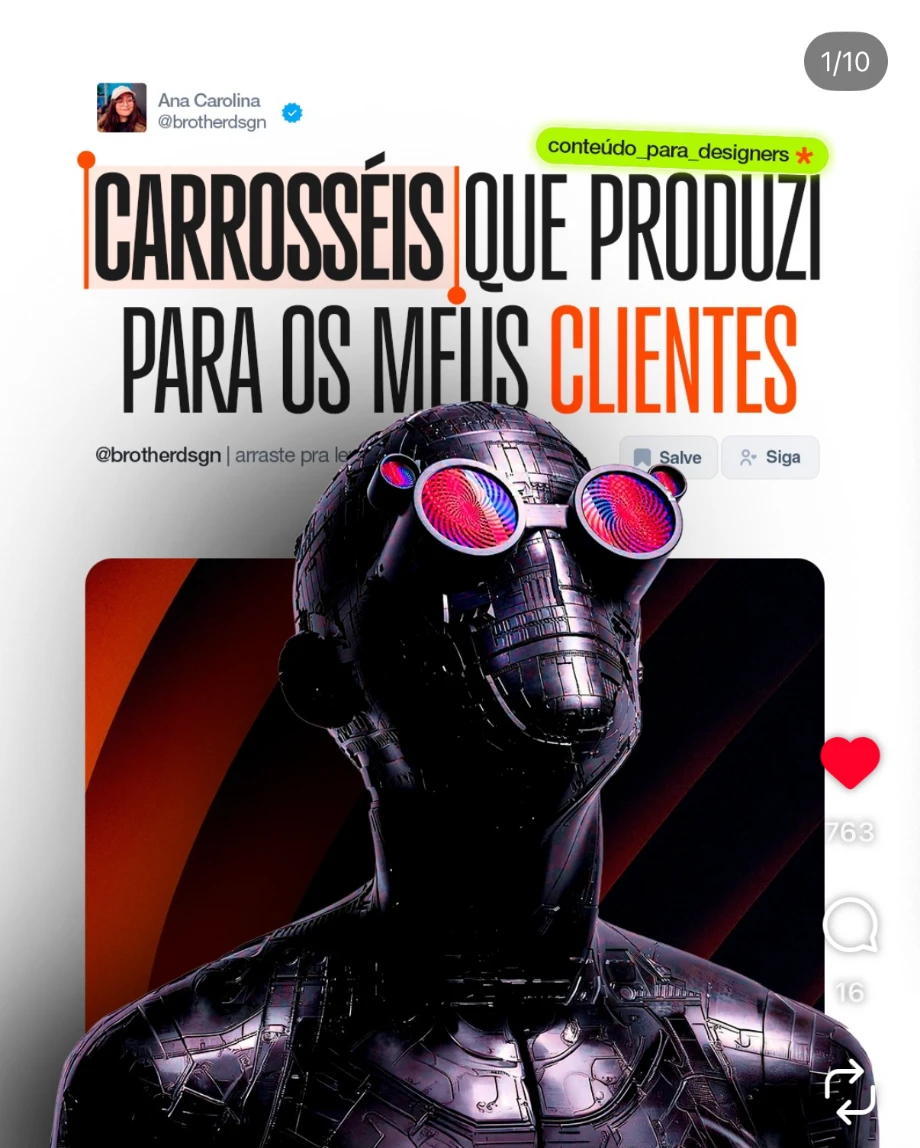 1/10
Ana Carolina
@brotherdsgn
conteúdo_para_designers *
CARROSSÉIS QUE PRODUZI
PARA OS MEUS CLIENTES
@brotherdsgn | arraste pra
Salve
Siga
763
16